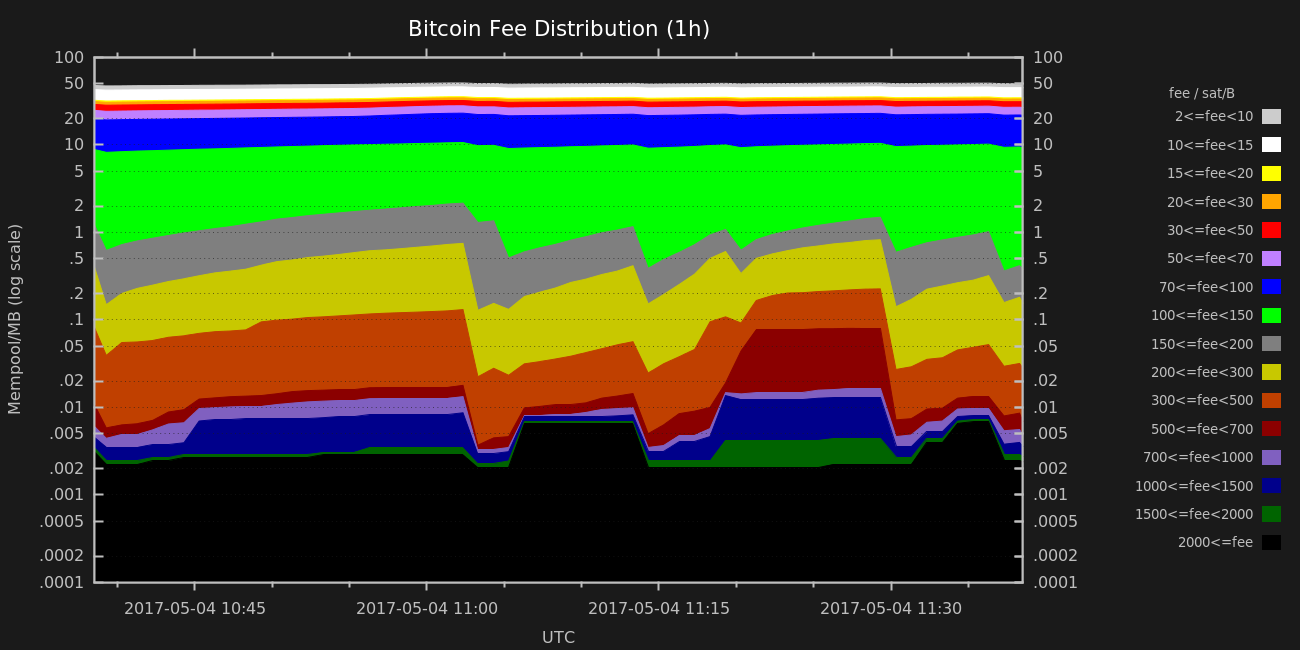 Bitcoin Fee Distribution (1h)
100 100
50 50
fee / sat/B
2<=fee<10
20 20
10 10
10<=fee<15
5 5
15<=fee<20
2 2
20<=fee<30
1 1
30<=fee<50
.5 .5
50<=fee<70
.2 .2
70<=fee<100
.1 .1
100<=fee<150
.05 .05
150<=fee<200
.02 .02
200<=fee<300
.01 .01
300<=fee<500
.005 .005
500<=fee<700
.002 .002
700<=fee<1000
.001 .001
1000<=fee<1500
.0005 .0005
1500<=fee<2000
.0002 .0002
2000<=fee
.0001 .0001
Mempool/MB (log scale)
2017-05-04 10:45 2017-05-04 11:00 2017-05-04 11:15 2017-05-04 11:30
UTC